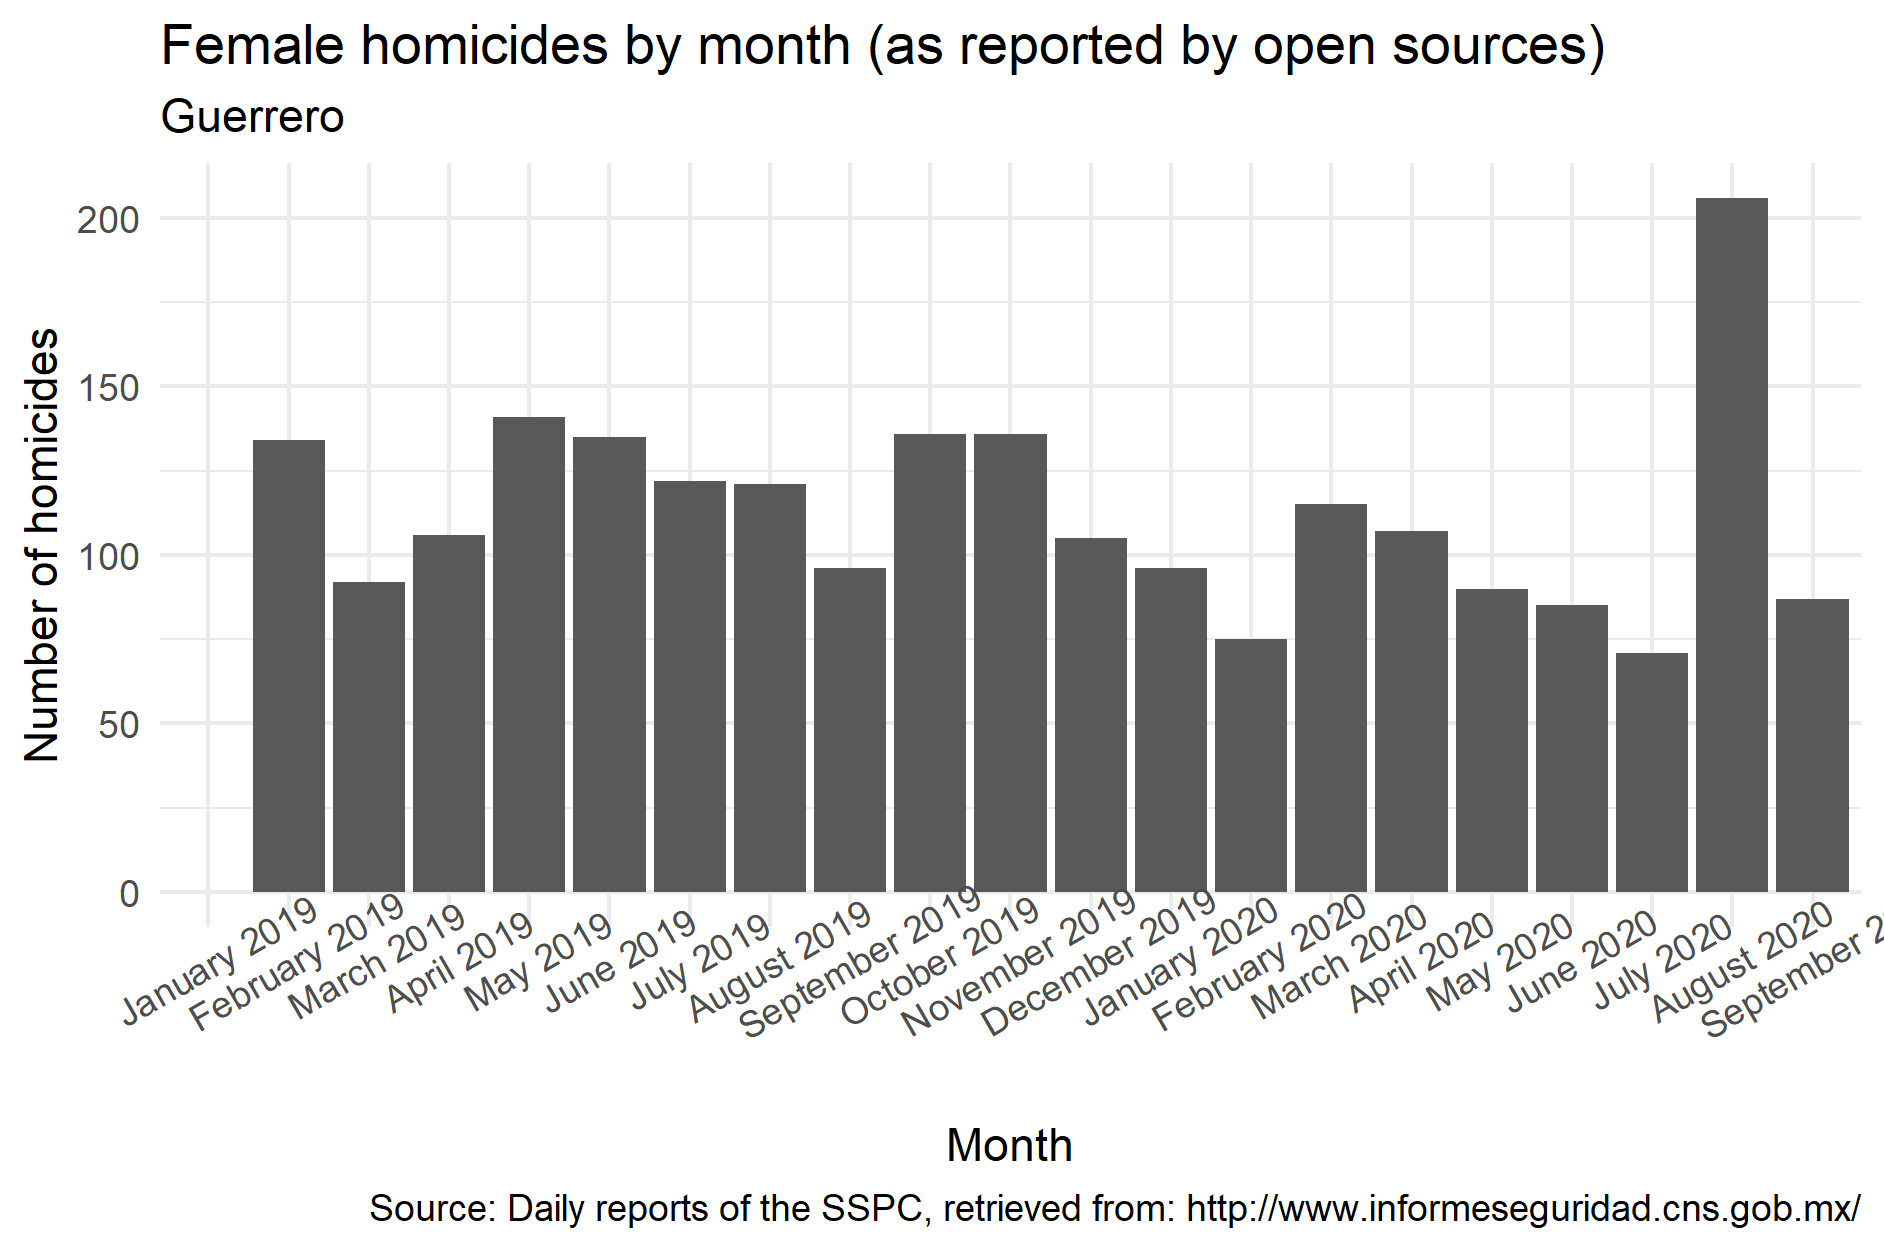 Female homicides by month (as reported by open sources)
Guerrero
Number of homicides
200
150
100
50
0
January 2019
February 2019
March 2019
April 2019
May 2019
June 2019
July 2019
August 2019
September 2019
October 2019
November 2019
December 2019
January 2020
February 2020
March 2020
April 2020
May 2020
June 2020
July 2020
August 2020
September 2
Month
Source: Daily reports of the SSPC, retrieved from: http://www.informeseguridad.cns.gob.mx/